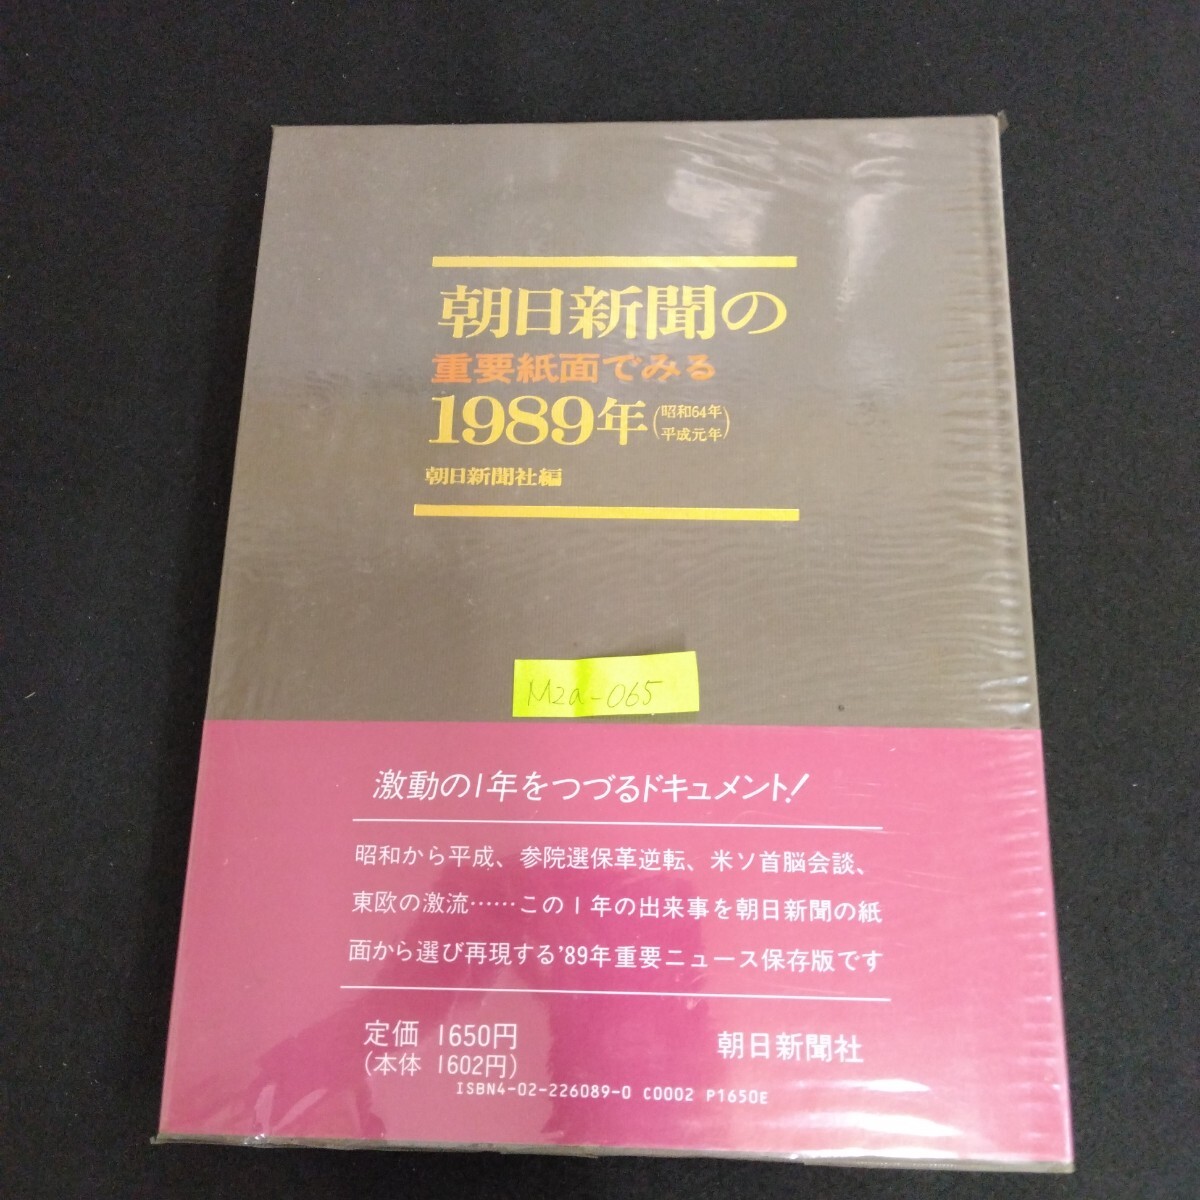 朝日新聞の
重要紙面でみる
1989年(昭和64年
平成元年)
朝日新聞社編
M2a-065
激動の1年をつづるドキュメント!
昭和から平成、参院選保革逆転、米ソ首脳会談、
東欧の激流……この1年の出来事を朝日新聞の紙
面から選び再現する'89年重要ニュース保存版です
定価 1650円
(本体 1602円)
朝日新聞社
ISBN4-02-226089-0 C0002 P1650E